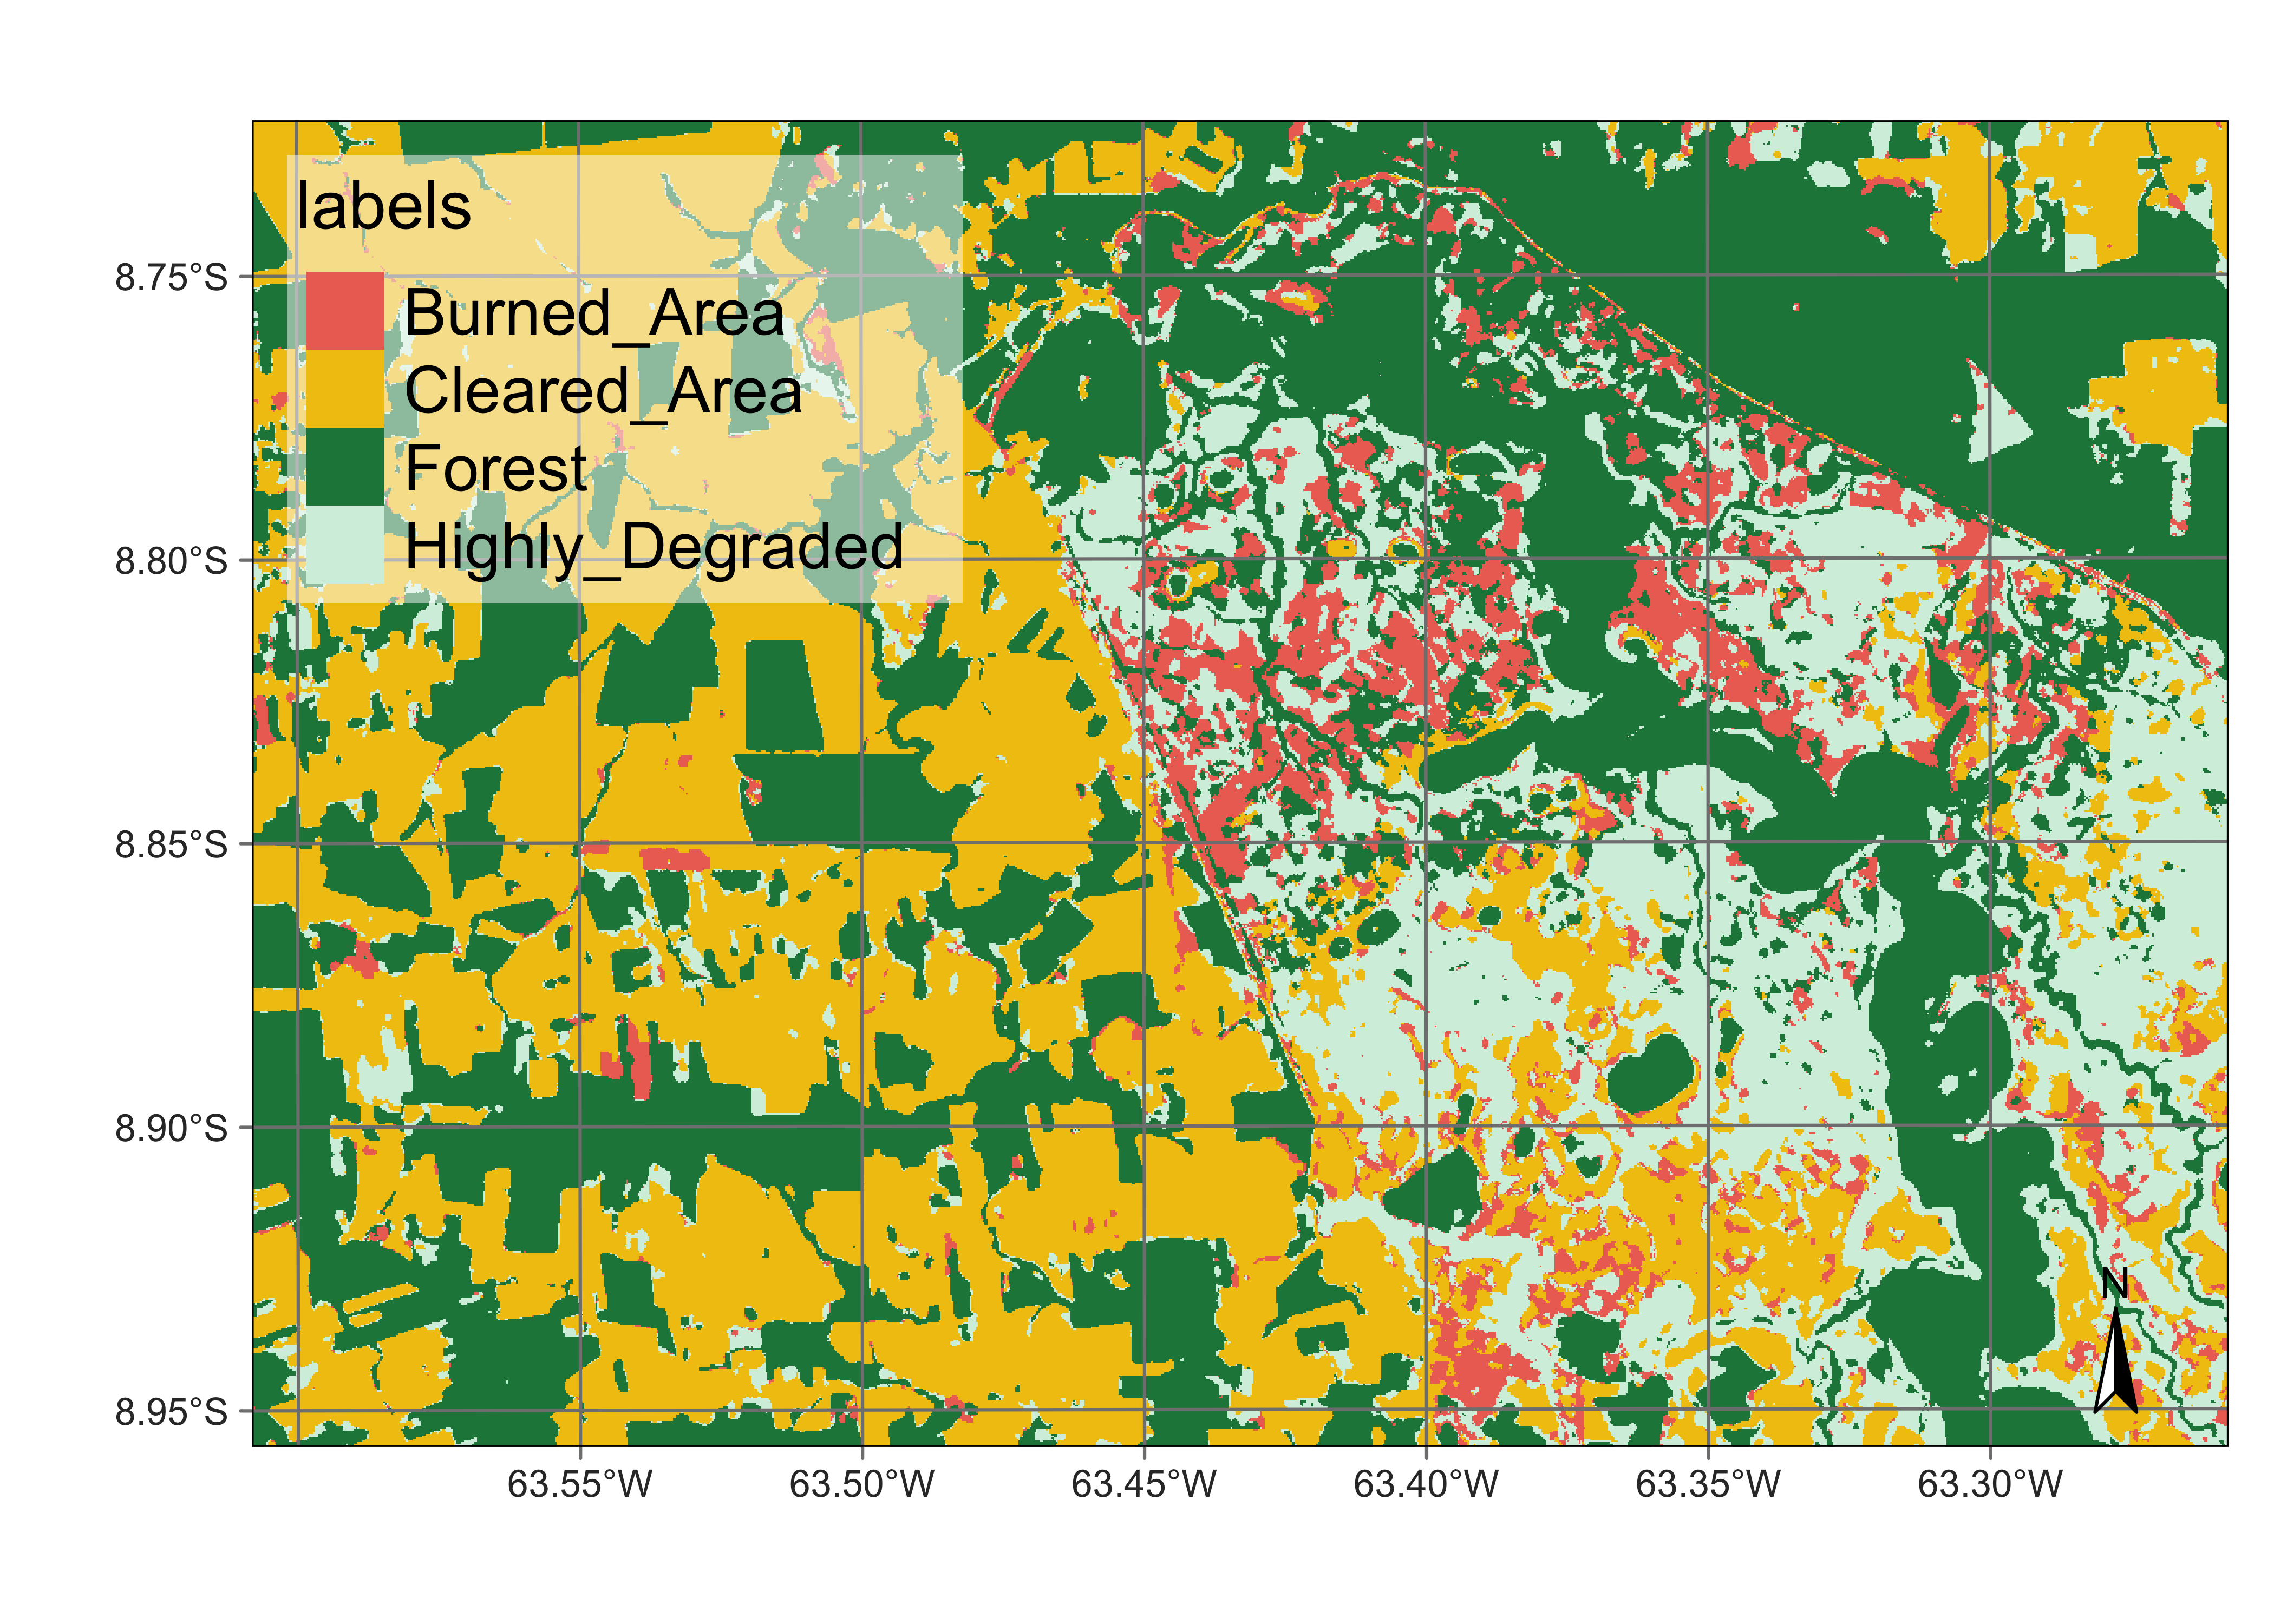 labels
Burned_Area
Cleared_Area
Forest
Highly_Degraded
8.75°S
8.80°S
8.85°S
8.90°S
8.95°S
N
63.55°W
63.50°W
63.45°W
63.40°W
63.35°W
63.30°W